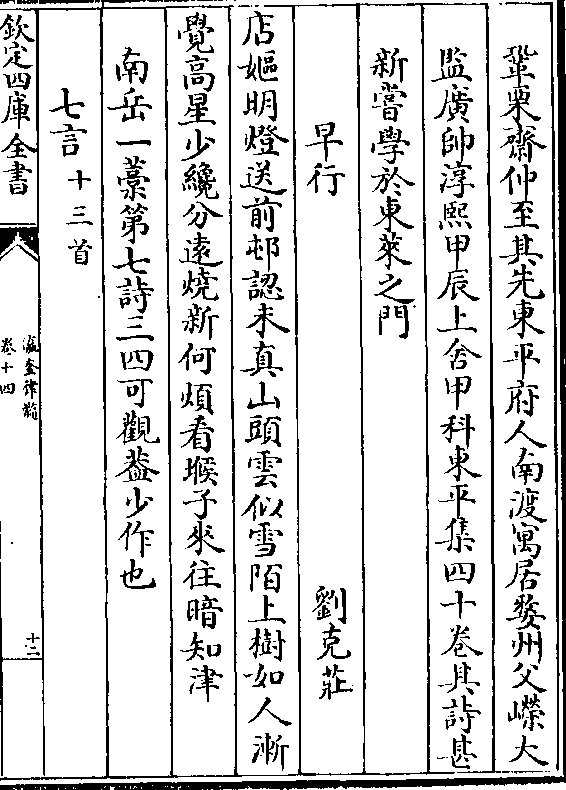 鞏栗齋仲至其先東平府人南渡寓居婺州父嶸大
監廣帥淳熙甲辰上舍甲科東平集四十卷其詩甚
新嘗學於東萊之門
早行 劉克莊
店嫗明燈送前邨認未真山頭雲似雪陌上樹如人漸
覺高星少纔分遠燒新何煩看堠子來往暗知津
南岳一藁第七詩三四可觀葢少作也
七言十三首
欽定四庫全書
瀛奎律髓
卷十四
十二